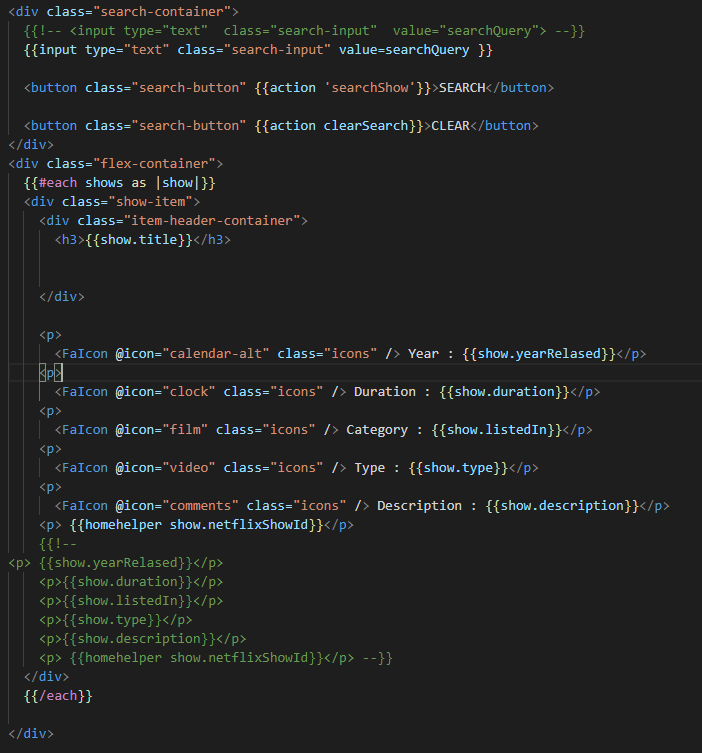 <div class="search-container">
{{!-- <input type="text"  class="search-input"  value="searchQuery"> --}}
{{input type="text" class="search-input" value=searchQuery }}
<button class="search-button" {{action 'searchShow'}}>SEARCH</button>
<button class="search-button" {{action clearSearch}}>CLEAR</button>
</div>
<div class="flex-container">
{{#each shows as |show|}}
<div class="show-item">
<div class="item-header-container">
<h3>{{show.title}}</h3>
</div>
<p>
<FaIcon @icon="calendar-alt" class="icons" /> Year : {{show.yearRelased}}</p>
<p>
<FaIcon @icon="clock" class="icons" /> Duration : {{show.duration}}</p>
<p>
<FaIcon @icon="film" class="icons" /> Category : {{show.listedIn}}</p>
<p>
<FaIcon @icon="video" class="icons" /> Type : {{show.type}}</p>
<p>
<FaIcon @icon="comments" class="icons" /> Description : {{show.description}}</p>
<p> {{homehelper show.netflixShowId}}</p>
{{!--
<p> {{show.yearRelased}}</p>
<p>{{show.duration}}</p>
<p>{{show.listedIn}}</p>
<p>{{show.type}}</p>
<p>{{show.description}}</p>
<p> {{homehelper show.netflixShowId}}</p> --}}
</div>
{{/each}}
</div>